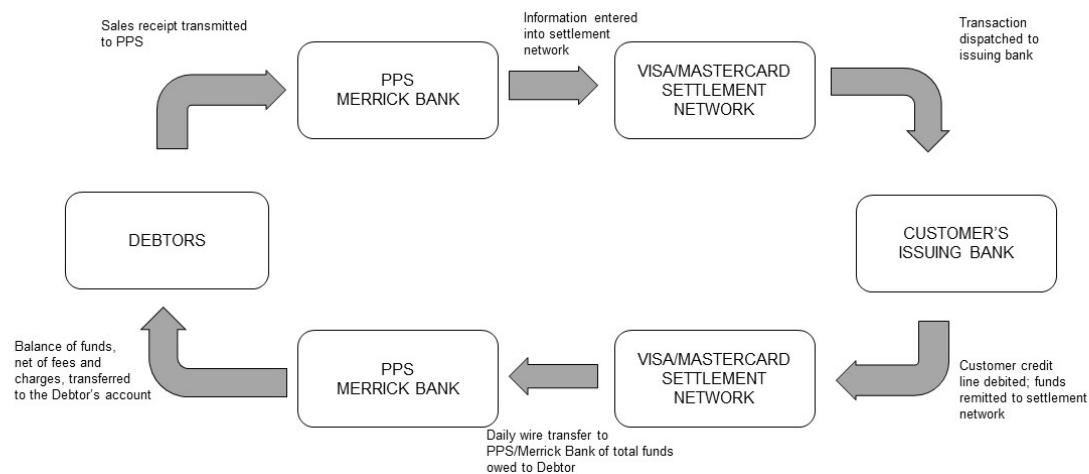 Sales receipt transmitted
to PPS
PPS
MERRICK BANK
Information entered
into settlement
network
VISA/MASTERCARD
SETTLEMENT
NETWORK
Transaction
dispatched to
issuing bank
DEBTORS
CUSTOMER'S
ISSUING BANK
Balance of funds,
net of fees and
charges, transferred
to the Debtor's account
PPS
MERRICK BANK
Daily wire transfer to
PPS/Merrick Bank of total funds
owed to Debtor
VISA/MASTERCARD
SETTLEMENT
NETWORK
Customer credit
line debited; funds
remitted to settlement
network